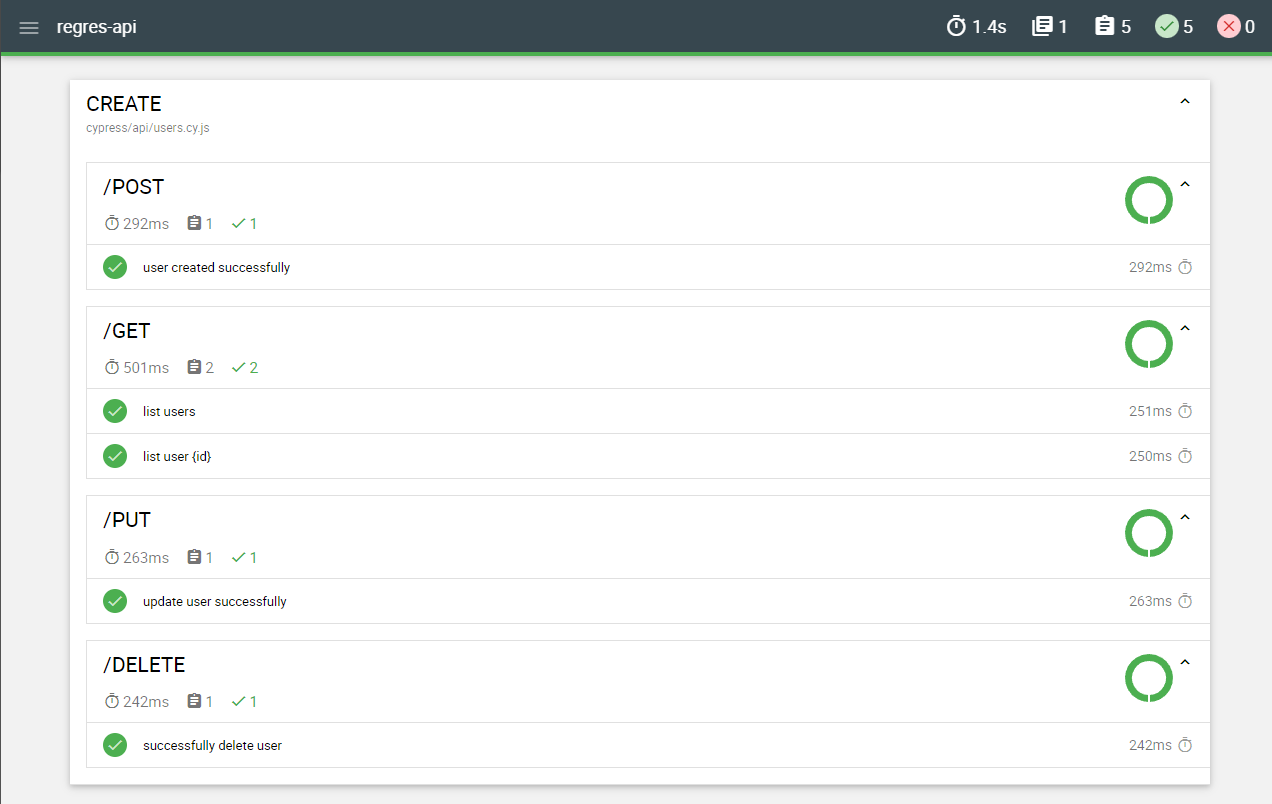 regres-api 1.4s 1 5 5 0
CREATE
cypress/api/users.cy.js
/POST
292ms 1 1
user created successfully 292ms
/GET
501ms 2 2
list users 251ms
list user {id} 250ms
/PUT
263ms 1 1
update user successfully 263ms
/DELETE
242ms 1 1
successfully delete user 242ms